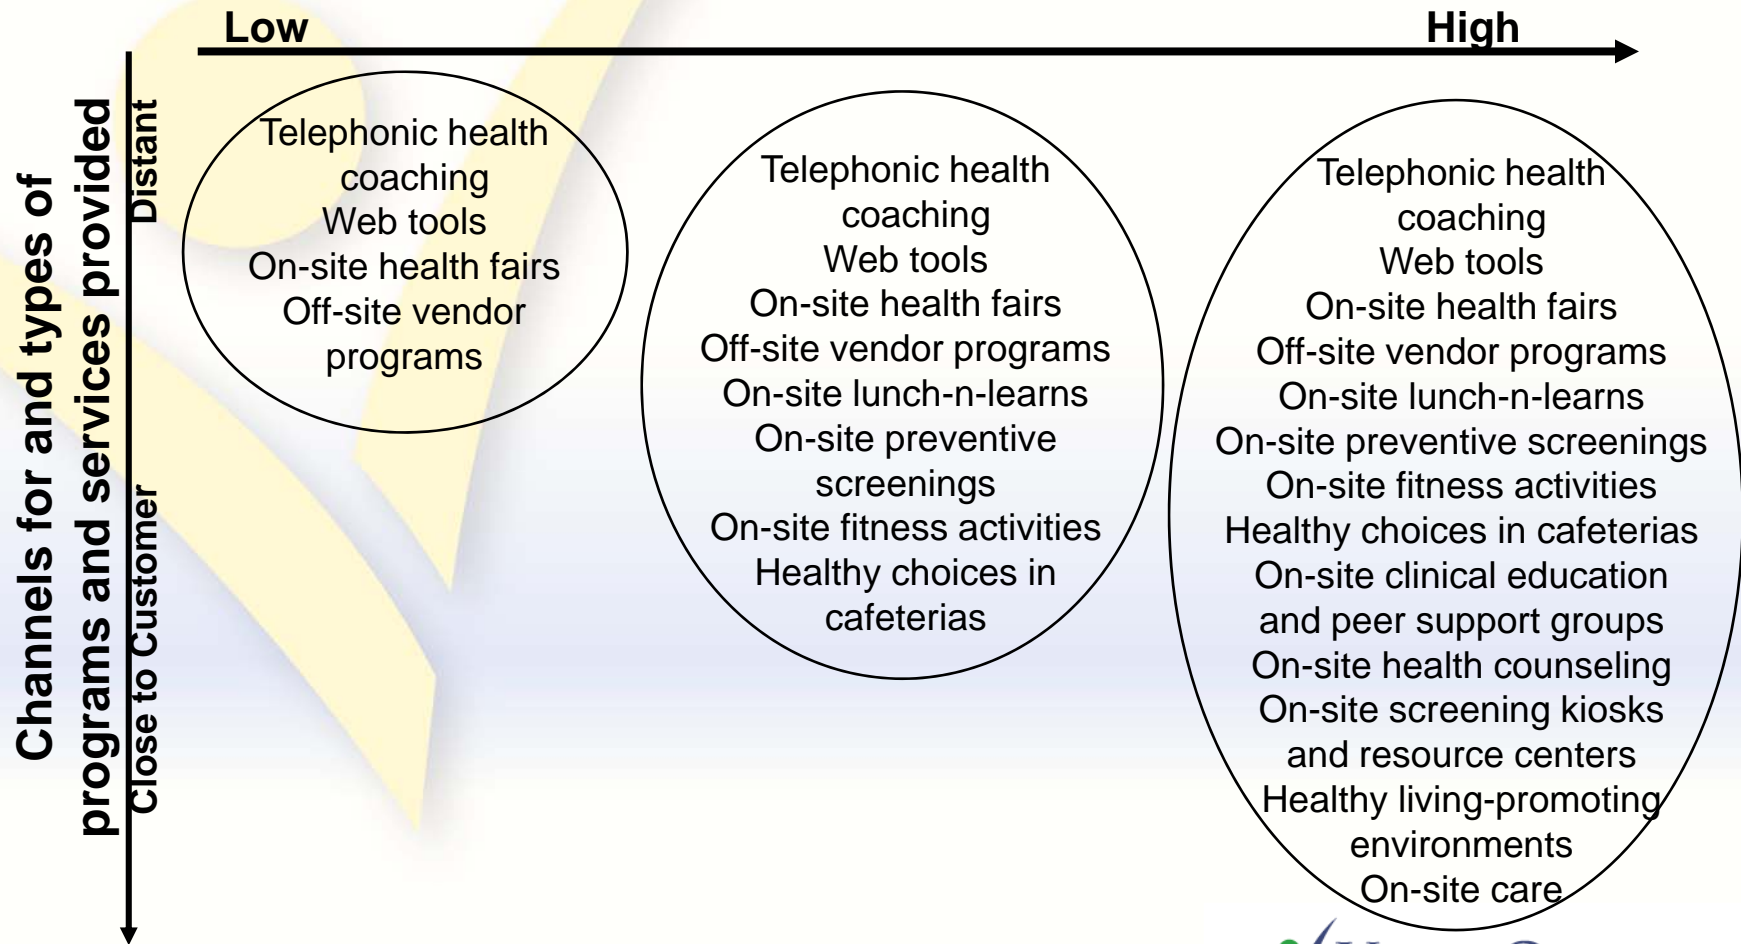 Low
High
Channels for and types of
programs and services provided
Distant
Close to Customer
Telephonic health
coaching
Web tools
On-site health fairs
Off-site vendor
programs
Telephonic health
coaching
Web tools
On-site health fairs
Off-site vendor programs
On-site lunch-n-learns
On-site preventive
screenings
On-site fitness activities
Healthy choices in
cafeterias
Telephonic health
coaching
Web tools
On-site health fairs
Off-site vendor programs
On-site lunch-n-learns
On-site preventive screenings
On-site fitness activities
Healthy choices in cafeterias
On-site clinical education
and peer support groups
On-site health counseling
On-site screening kiosks
and resource centers
Healthy living-promoting
environments
On-site care